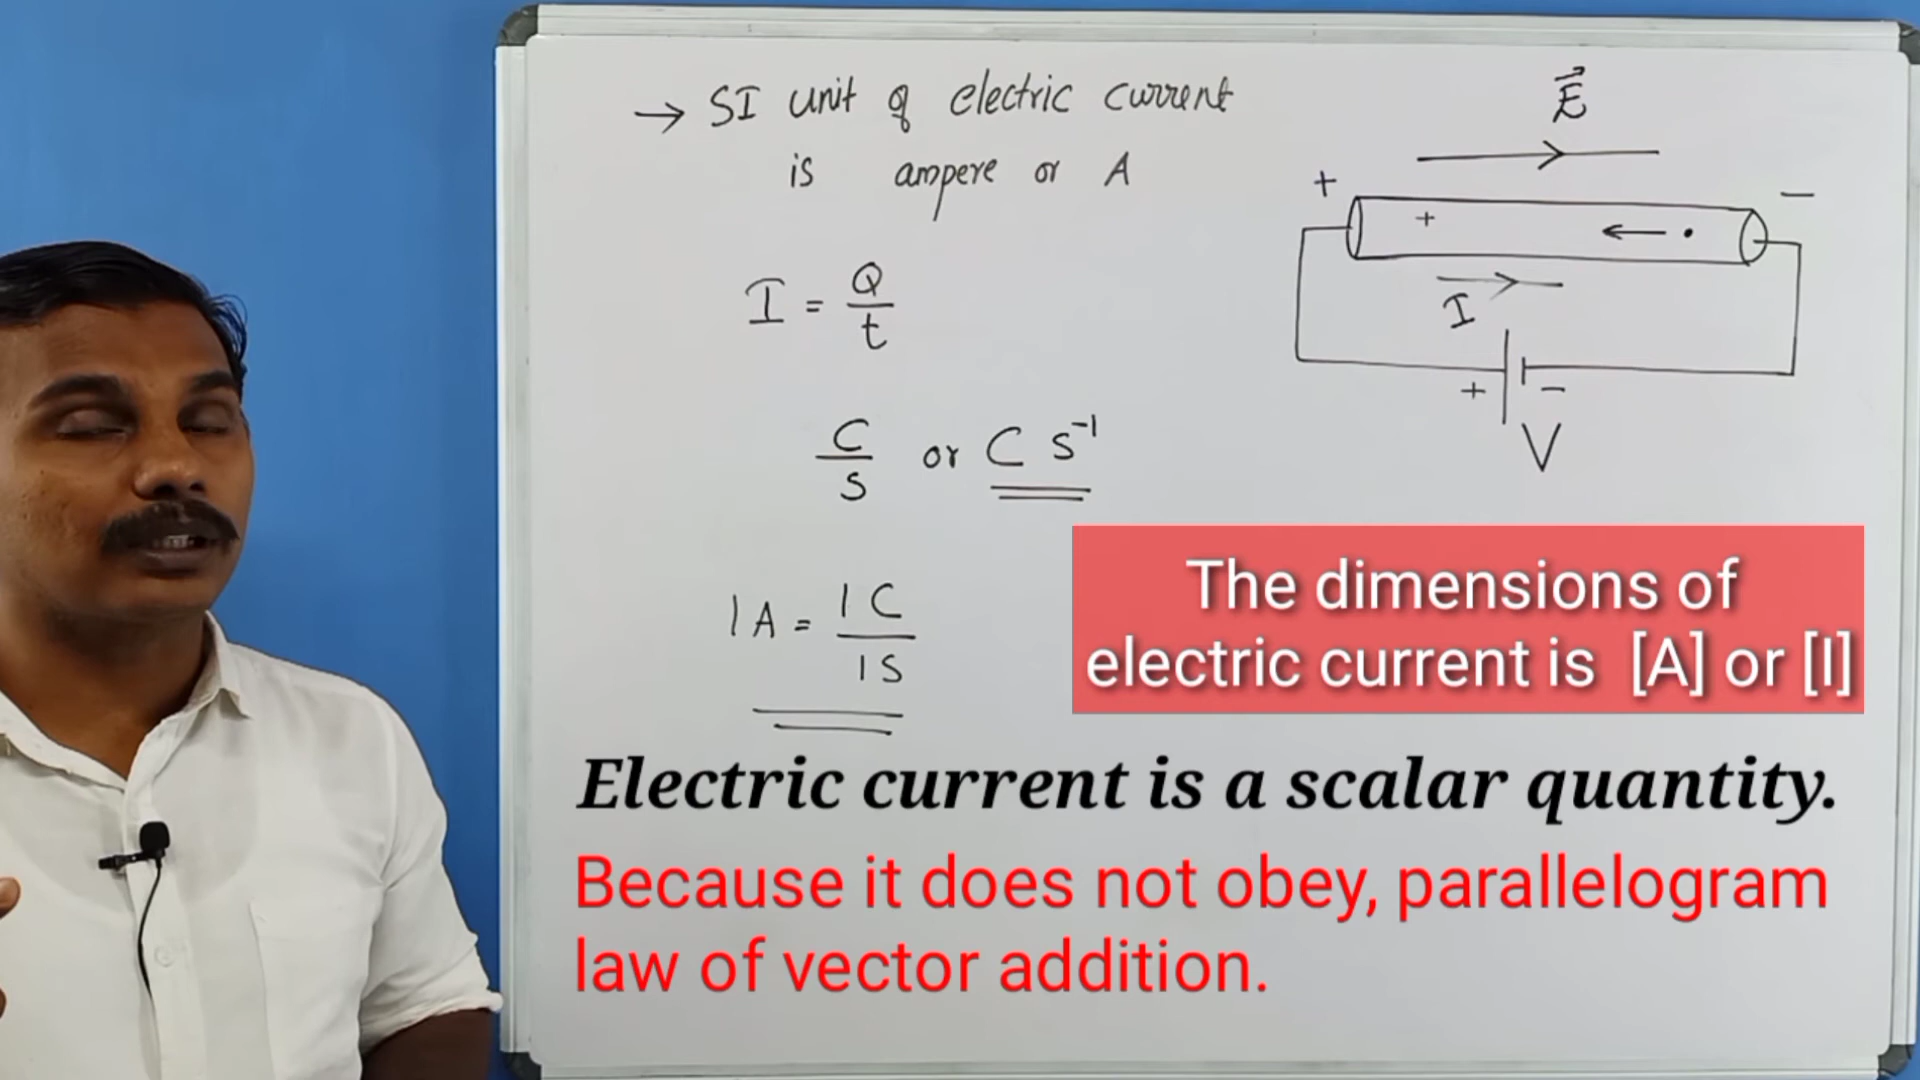 → SI unit of electric current
is ampere or A
I = Q/t
C/S or C S⁻¹
1 A = 1 C/1 S
E⃗
+ −
+
I
+ −
V
The dimensions of
electric current is [A] or [I]
Electric current is a scalar quantity.
Because it does not obey, parallelogram
law of vector addition.